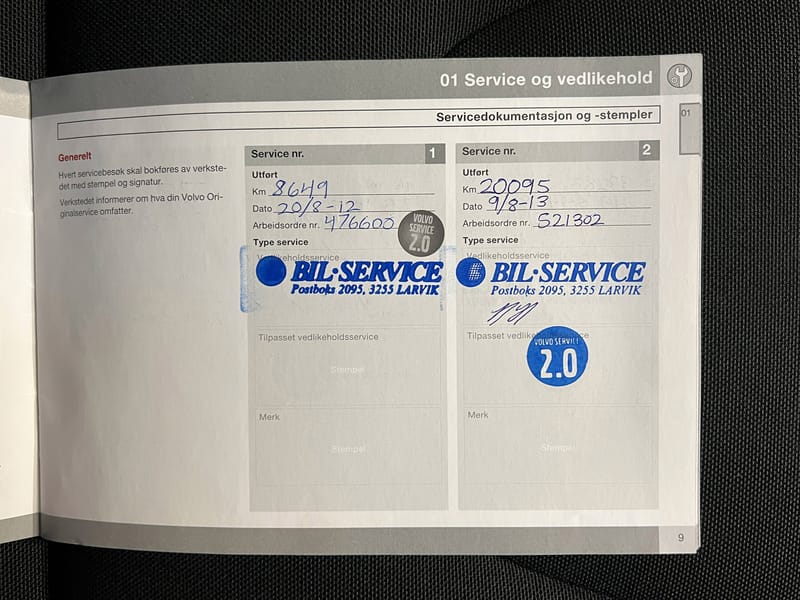 01 Service og vedlikehold
Servicedokumentasjon og -stempler
01
Generelt
Hvert servicebesøk skal bokføres av verkste-
det med stempel og signatur.
Verkstedet informerer om hva din Volvo Ori-
ginalservice omfatter.
Service nr. 1
Utført
Km 8649
Dato 20/8-12
Arbeidsordre nr. 476600
VOLVO
SERVICE
2.0
Type service
Vedlikeholdsservice
BIL·SERVICE
Postboks 2095, 3255 LARVIK
Tilpasset vedlikeholdsservice
Stempel
Merk
Stempel
Service nr. 2
Utført
Km 20095
Dato 9/8-13
Arbeidsordre nr. 521302
Type service
Vedlikeholdsservice
BIL·SERVICE
Postboks 2095, 3255 LARVIK
Tilpasset vedlikeholdsservice
VOLVO SERVICE
2.0
Merk
Stempel
9